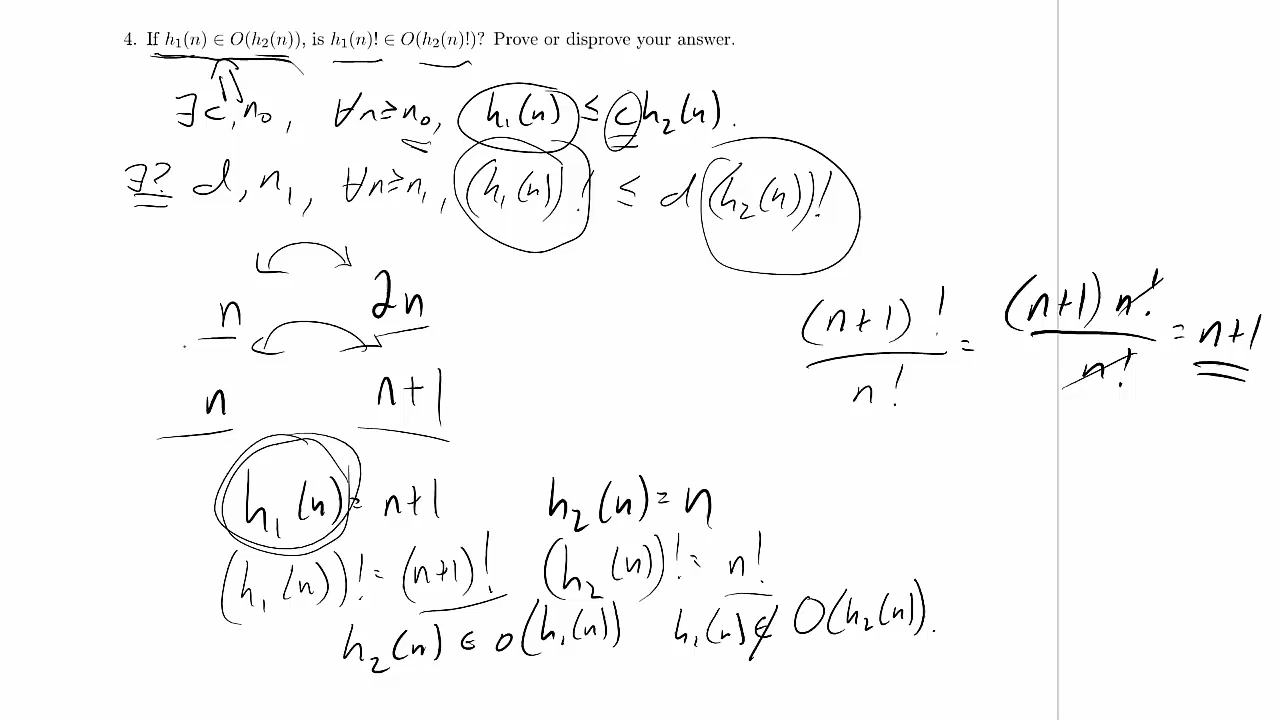 4. If h₁(n) ∈ O(h₂(n)), is h₁(n)! ∈ O(h₂(n)!)? Prove or disprove your answer.
∃ c, n₀, ∀n≥n₀, h₁(n) ≤ c h₂(n).
∃? d, n₁, ∀n≥n₁, (h₁(n))! ≤ d (h₂(n))!
n 2n
n n+1
(n+1)! / n! = (n+1) n! / n! = n+1
h₁(n) = n+1 h₂(n) = n
(h₁(n))! = (n+1)! (h₂(n))! = n!
h₂(n) ∈ o(h₁(n)) h₁(n) ∉ O(h₂(n)).